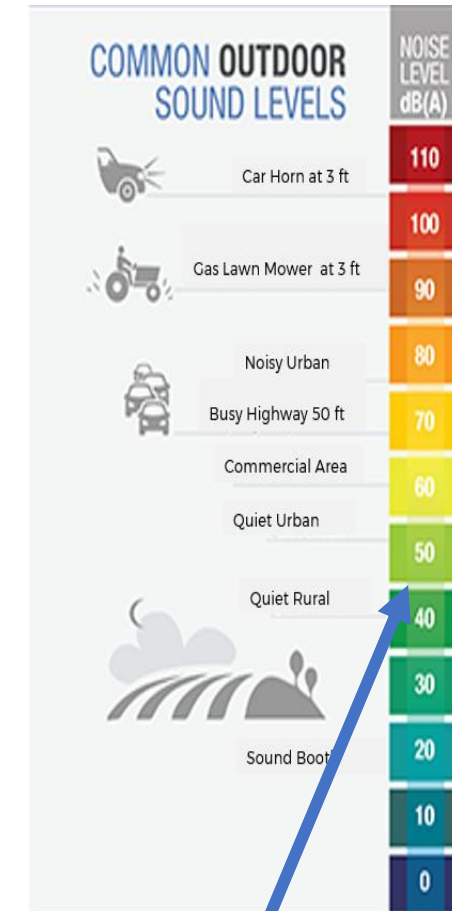 COMMON OUTDOOR
SOUND LEVELS
NOISE
LEVEL
dB(A)
110
Car Horn at 3 ft
100
Gas Lawn Mower at 3 ft
90
Noisy Urban
80
Busy Highway 50 ft
70
Commercial Area
60
Quiet Urban
50
Quiet Rural
40
30
Sound Boot
20
10
0